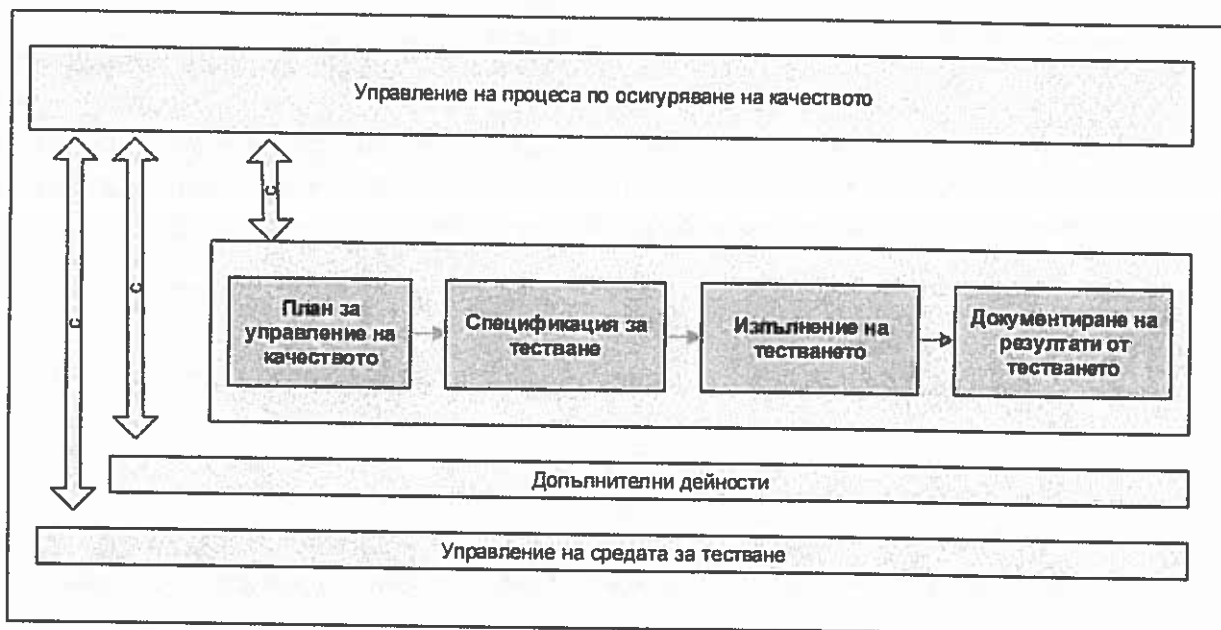 Управление на процеса по осигуряване на качеството
С
С
С
План за
управление на
качеството
Спецификация за
тестване
Изпълнение на
тестването
Документиране на
резултати от
тестването
Допълнителни дейности
Управление на средата за тестване